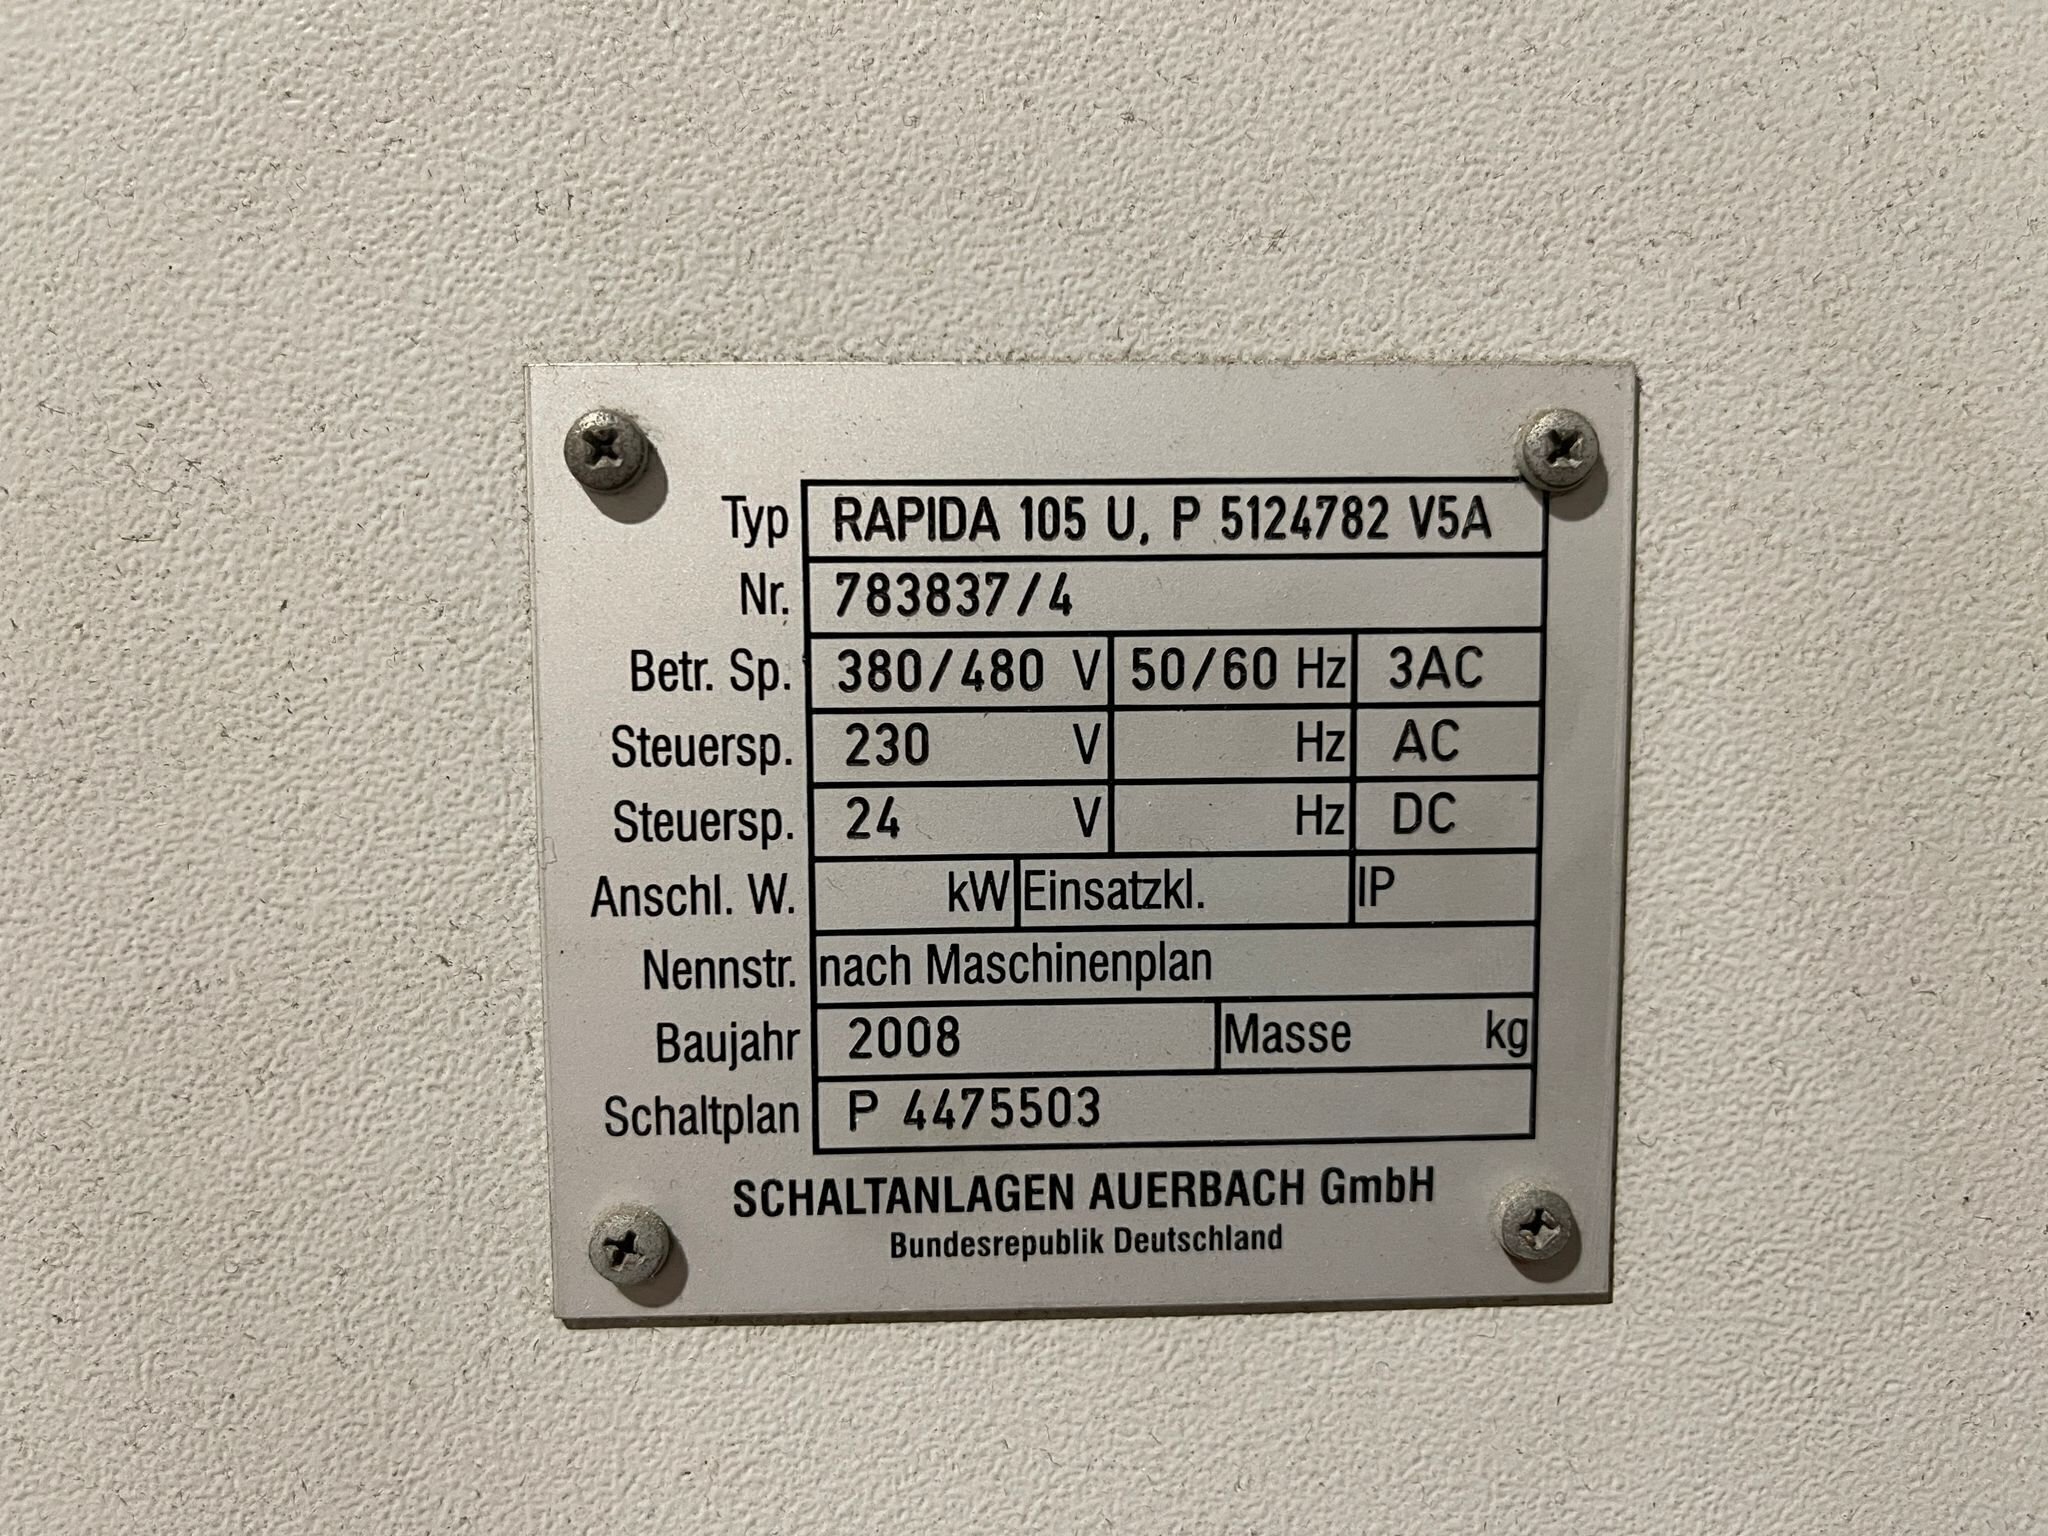 Typ RAPIDA 105 U, P 5124782 V5A
Nr. 783837/4
Betr. Sp. 380/480 V 50/60 Hz 3AC
Steuersp. 230 V Hz AC
Steuersp. 24 V Hz DC
Anschl. W. kW Einsatzkl. IP
Nennstr. nach Maschinenplan
Baujahr 2008 Masse kg
Schaltplan P 4475503
SCHALTANLAGEN AUERBACH GmbH
Bundesrepublik Deutschland